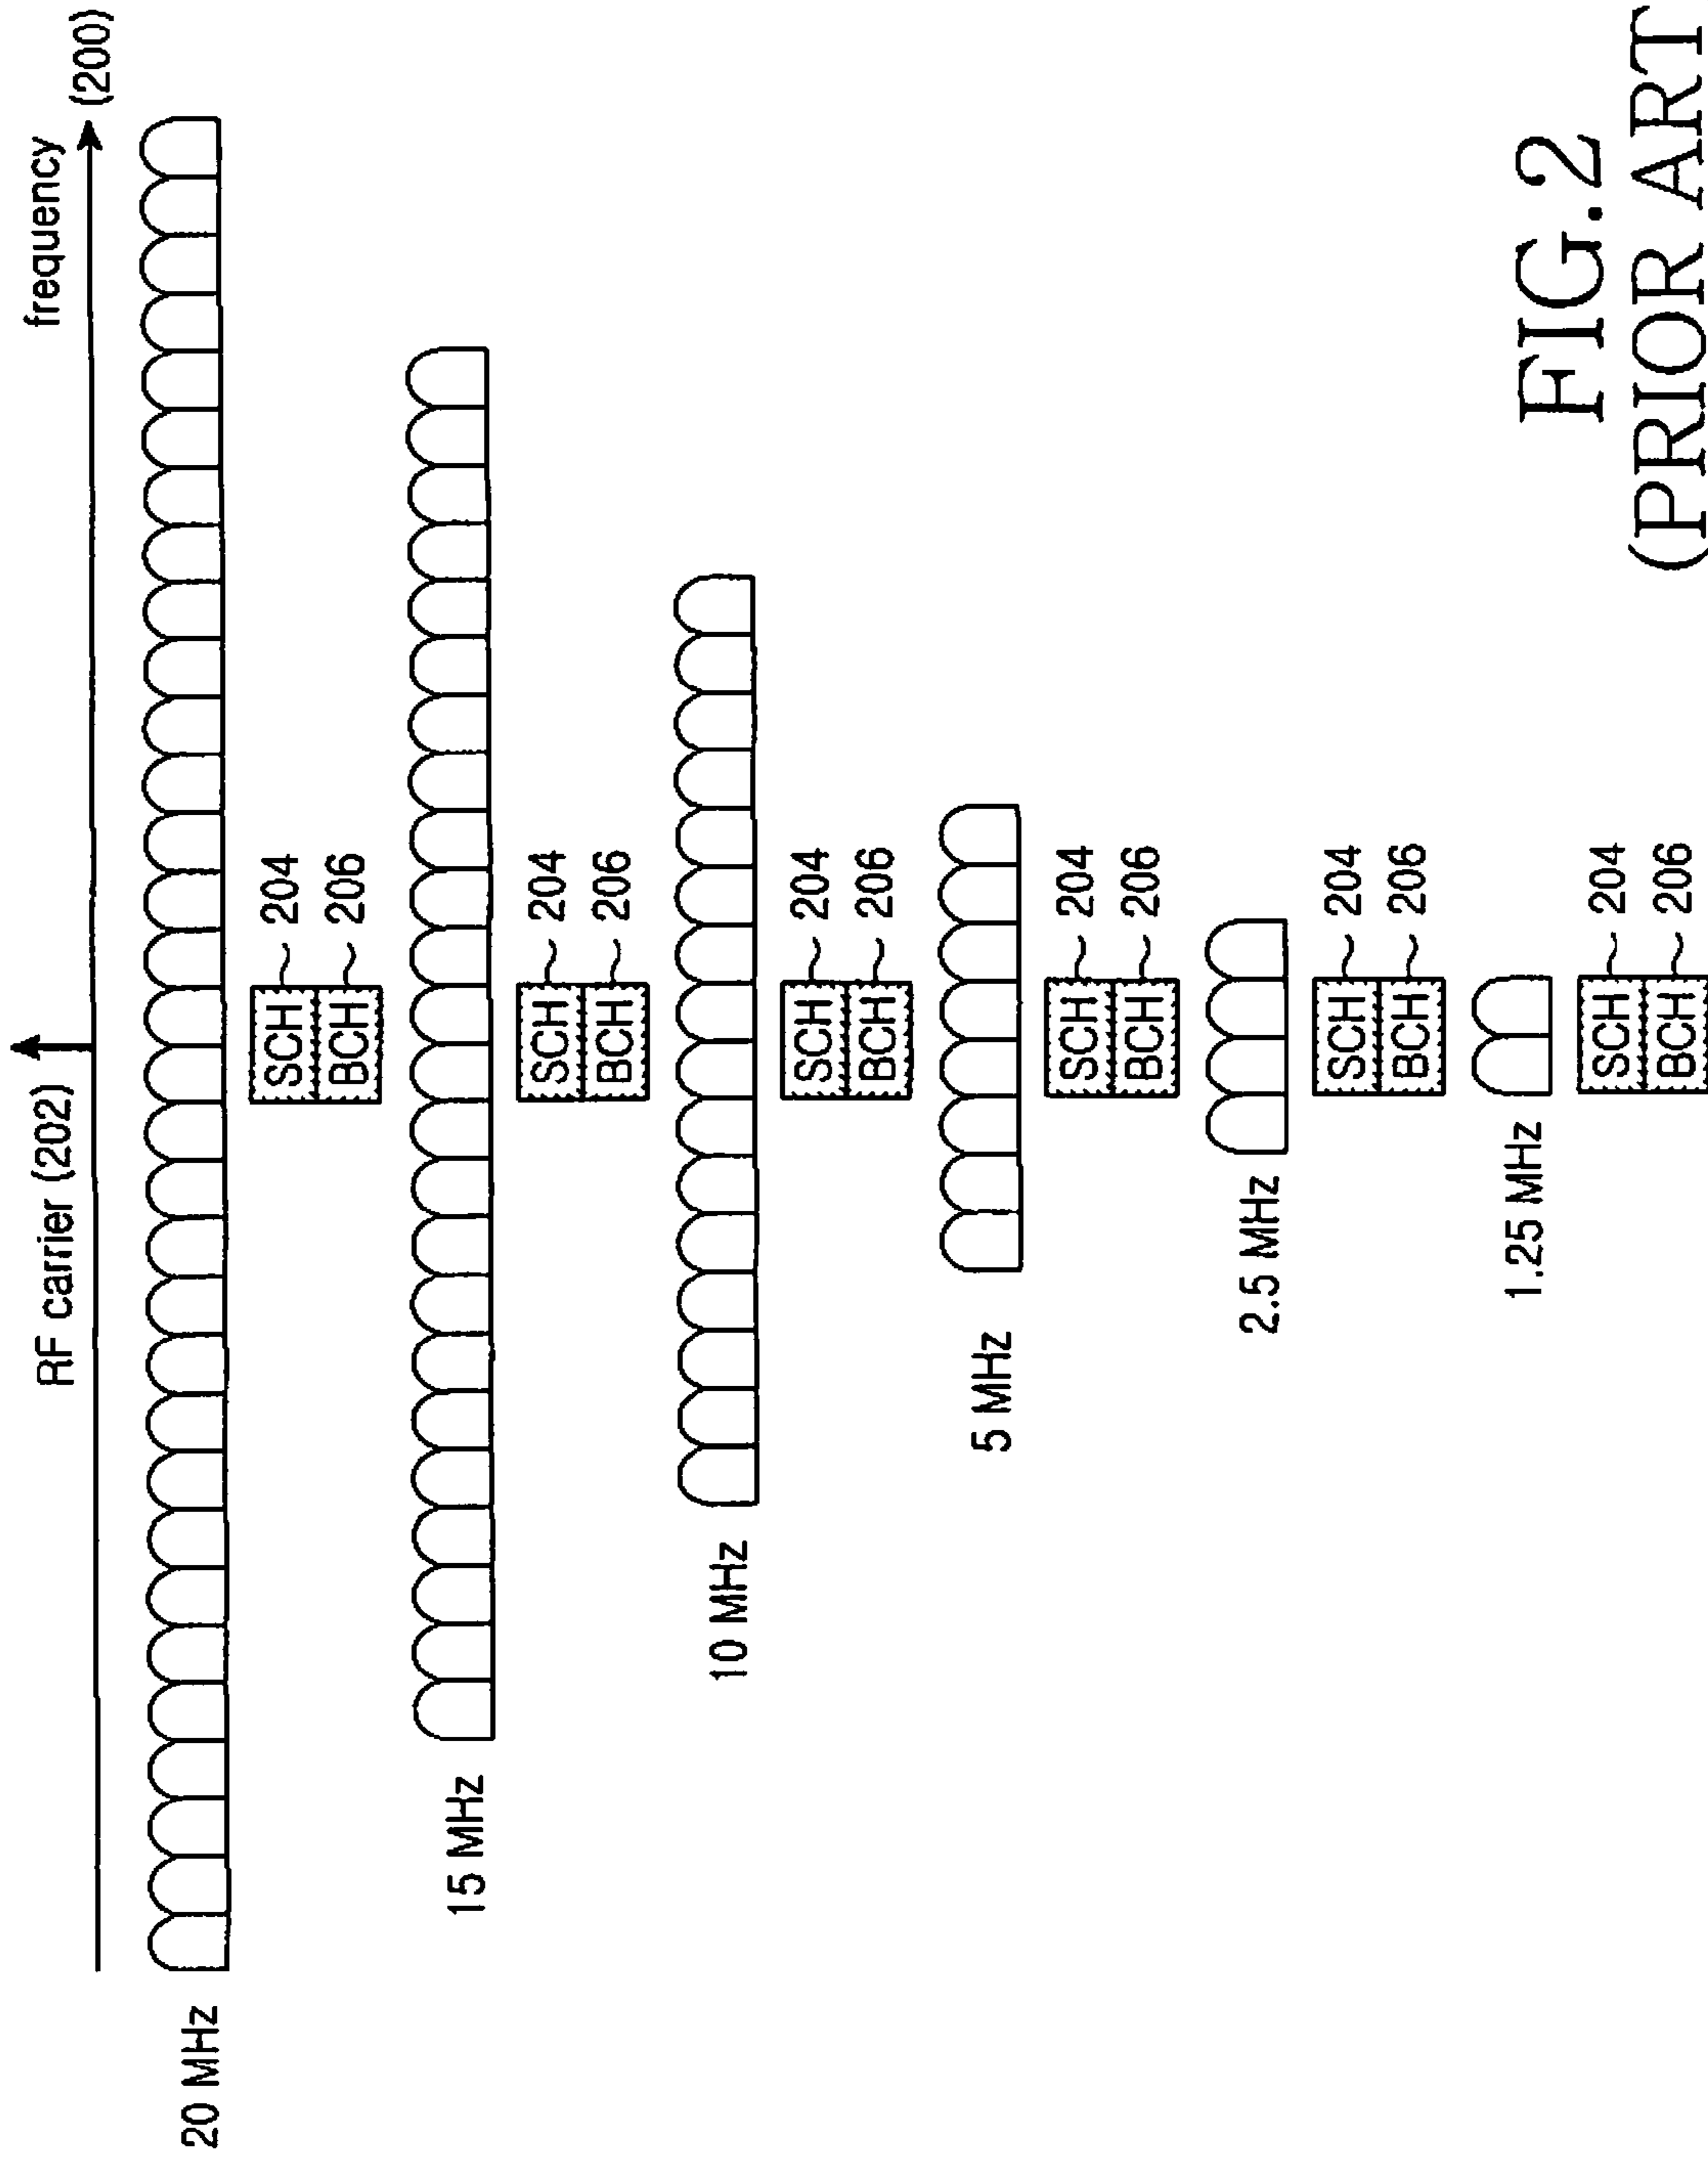 frequency
(200)
RF carrier (202)
20 MHz
SCH 204
BCH 206
15 MHz
SCH 204
BCH 206
10 MHz
SCH 204
BCH 206
5 MHz
SCH 204
BCH 206
2.5 MHz
SCH 204
BCH 206
1.25 MHz
SCH 204
BCH 206
FIG.2
(PRIOR ART